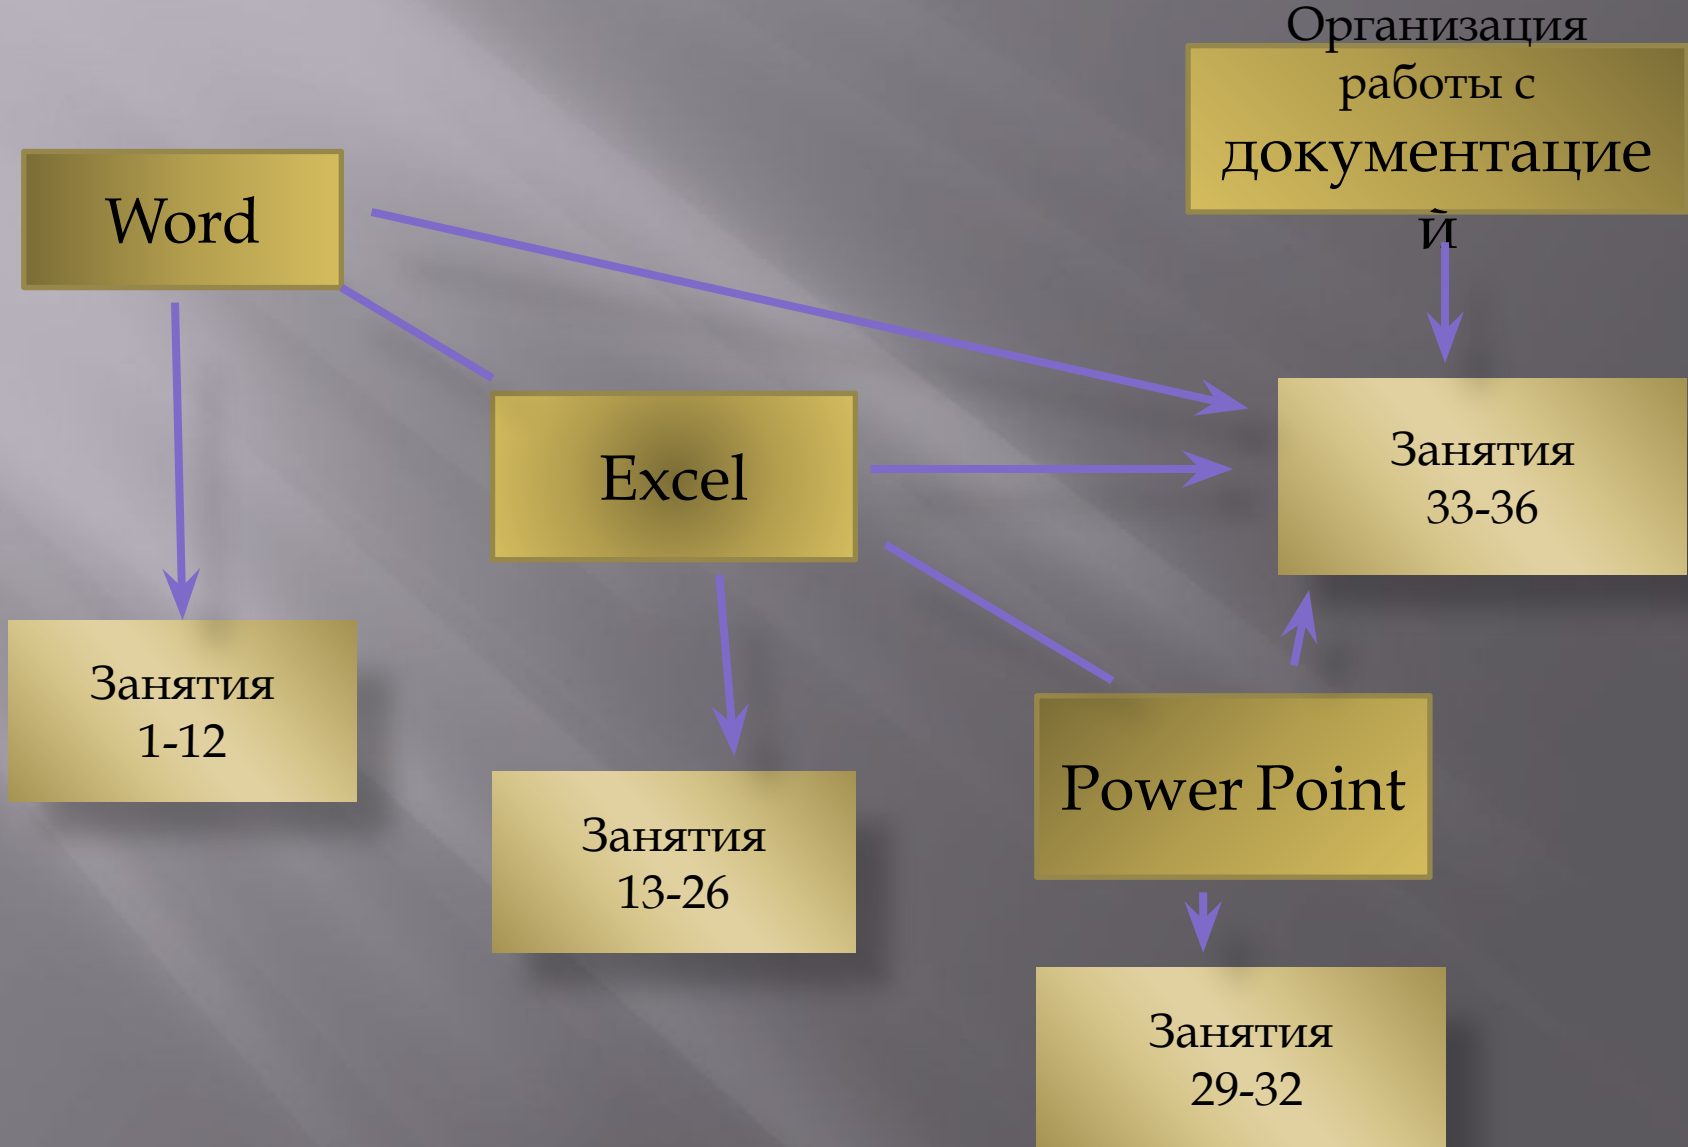 Организация
работы с
документацие
й
Word
Excel
Занятия
33-36
Занятия
1-12
Power Point
Занятия
13-26
Занятия
29-32